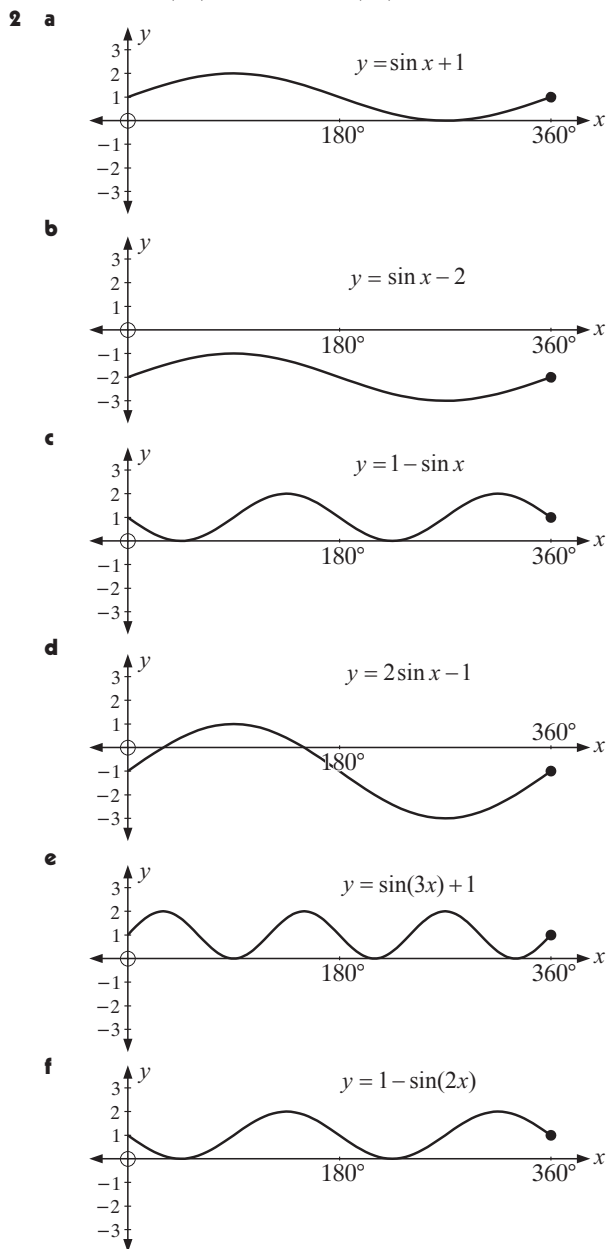 2 a
y
3
2
1
y = sin x + 1
180° 360° x
−1
−2
−3
b
y
3
2
1
y = sin x − 2
180° 360° x
−1
−2
−3
c
y
3
2
1
y = 1 − sin x
180° 360° x
−1
−2
−3
d
y
3
2
1
y = 2 sin x − 1
360°
x
180°
−1
−2
−3
e
y
3
2
1
y = sin(3x) + 1
180° 360° x
−1
−2
−3
f
y
3
2
1
y = 1 − sin(2x)
180° 360° x
−1
−2
−3